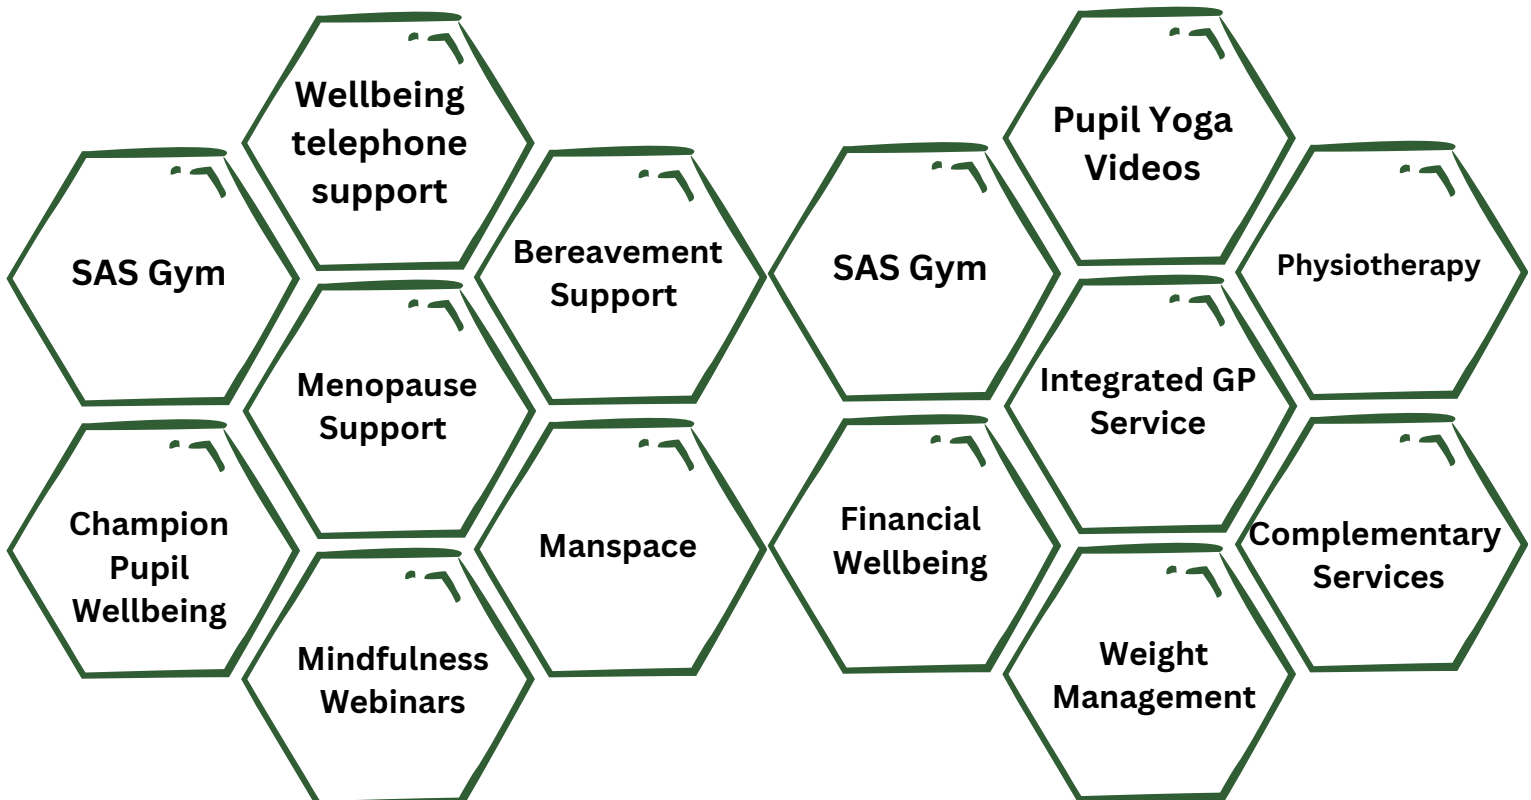 Wellbeing
telephone
support
SAS Gym
Bereavement
Support
Menopause
Support
Champion
Pupil
Wellbeing
Manspace
Mindfulness
Webinars
Pupil Yoga
Videos
SAS Gym
Physiotherapy
Integrated GP
Service
Financial
Wellbeing
Complementary
Services
Weight
Management